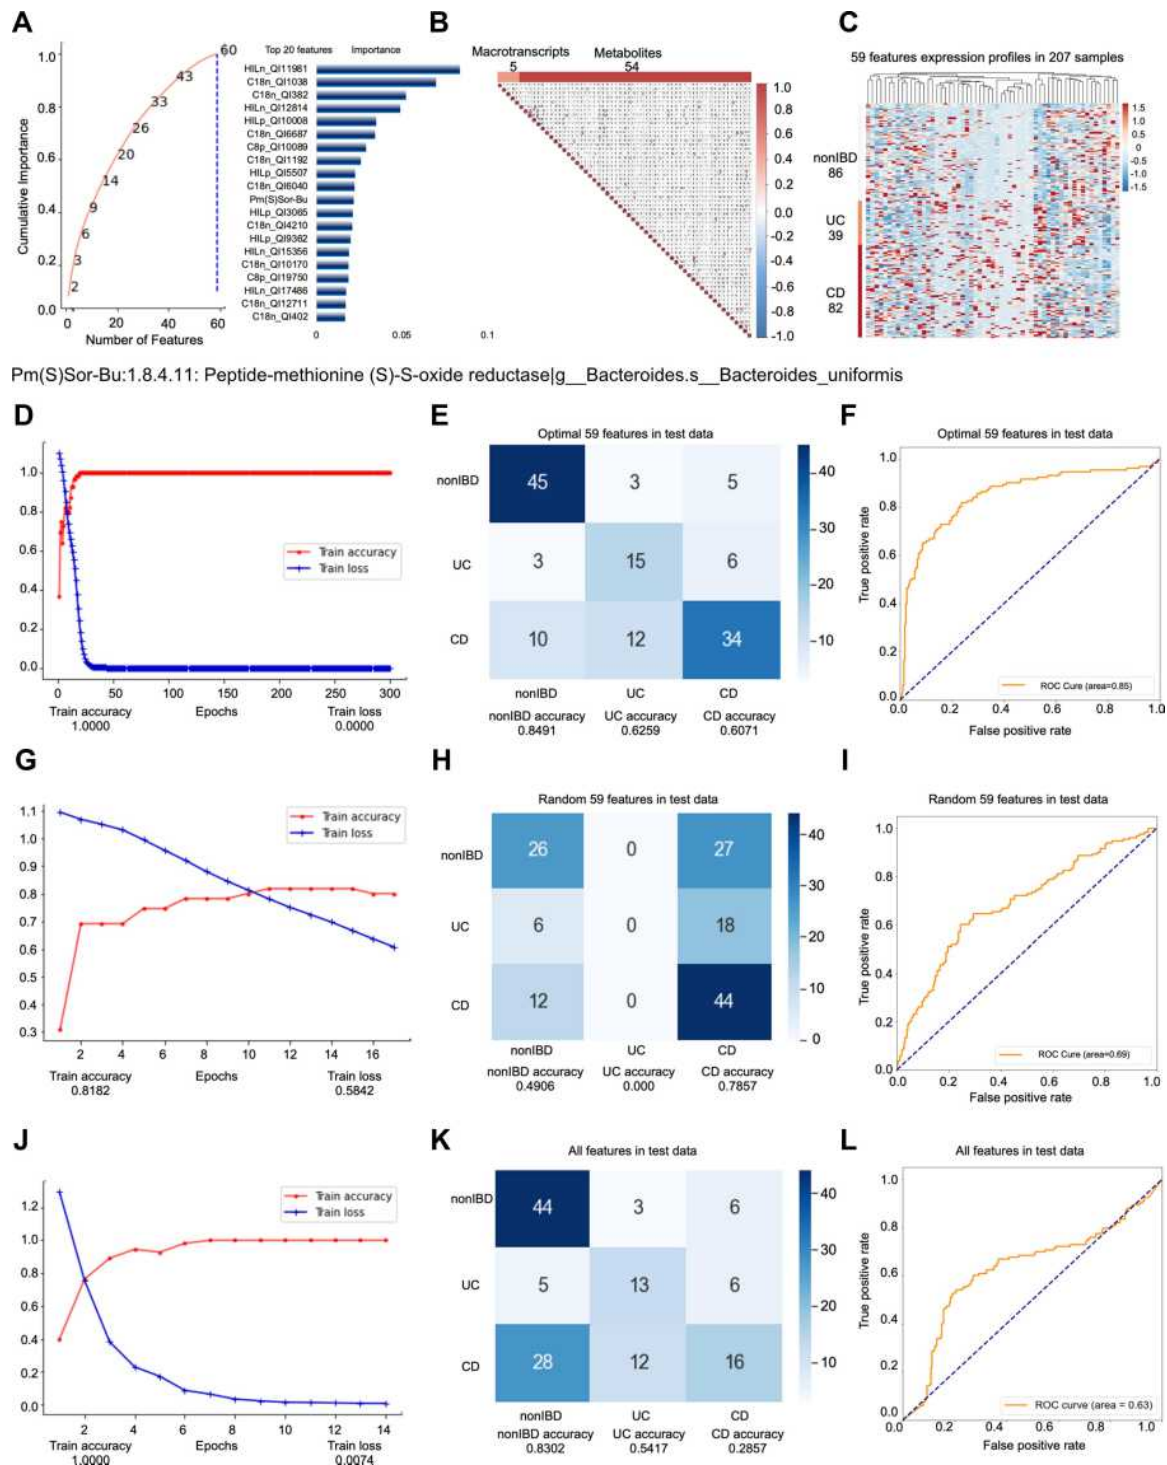 A
B
C
1.0
0.8
0.6
0.4
0.2
0.0
Cumulative Importance
2
3
6
9
14
20
26
33
43
60
0
20
40
60
Number of Features
Top 20 features Importance
HILn_QI11981
C18n_QI1038
C18n_QI382
HILn_QI12814
HILp_QI10008
C18n_QI6687
C8p_QI10089
C18n_QI1192
HILp_QI5507
C18n_QI6040
Pm(S)Sor-Bu
HILp_QI3065
C18n_QI4210
HILp_QI9362
HILn_QI15356
C18n_QI10170
C8p_QI19750
HILn_QI17486
C18n_QI12711
C18n_QI402
0 0.05 0.1
Macrotranscripts Metabolites
5 54
1.0
0.8
0.6
0.4
0.2
0.0
-0.2
-0.4
-0.6
-0.8
-1.0
59 features expression profiles in 207 samples
nonIBD
86
UC
39
CD
82
1.5
1.0
0.5
0
-0.5
-1.0
-1.5
Pm(S)Sor-Bu:1.8.4.11: Peptide-methionine (S)-S-oxide reductase|g__Bacteroides.s__Bacteroides_uniformis
D
1.0
0.8
0.6
0.4
0.2
0.0
Train accuracy
Train loss
0 50 100 150 200 250 300
Train accuracy Epochs Train loss
1.0000 0.0000
E
Optimal 59 features in test data
nonIBD 45 3 5
UC 3 15 6
CD 10 12 34
nonIBD UC CD
nonIBD accuracy UC accuracy CD accuracy
0.8491 0.6259 0.6071
40
30
20
10
F
Optimal 59 features in test data
True positive rate
1.0
0.8
0.6
0.4
0.2
0.0
ROC Cure (area=0.85)
0.0 0.2 0.4 0.6 0.8 1.0
False positive rate
G
1.1
1.0
0.9
0.8
0.7
0.6
0.5
0.4
0.3
Train accuracy
Train loss
2 4 6 8 10 12 14 16
Train accuracy Epochs Train loss
0.8182 0.5842
H
Random 59 features in test data
nonIBD 26 0 27
UC 6 0 18
CD 12 0 44
nonIBD UC CD
nonIBD accuracy UC accuracy CD accuracy
0.4906 0.000 0.7857
40
30
20
10
0
I
Random 59 features in test data
True positive rate
1.0
0.8
0.6
0.4
0.2
0.0
ROC Cure (area=0.69)
0.0 0.2 0.4 0.6 0.8 1.0
False positive rate
J
1.2
1.0
0.8
0.6
0.4
0.2
0.0
Train accuracy
Train loss
2 4 6 8 10 12 14
Train accuracy Epochs Train loss
1.0000 0.0074
K
All features in test data
nonIBD 44 3 6
UC 5 13 6
CD 28 12 16
nonIBD UC CD
nonIBD accuracy UC accuracy CD accuracy
0.8302 0.5417 0.2857
40
30
20
10
L
All features in test data
True positive rate
1.0
0.8
0.6
0.4
0.2
0.0
ROC curve (area = 0.63)
0.0 0.2 0.4 0.6 0.8 1.0
False positive rate